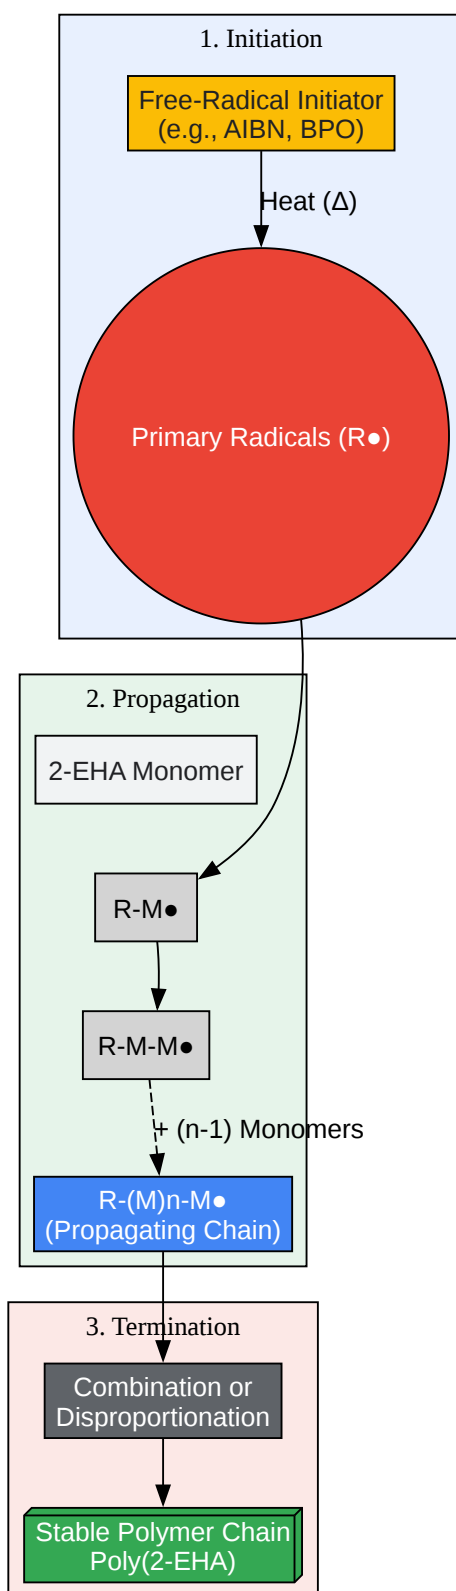 1. Initiation
Free-Radical Initiator
(e.g., AIBN, BPO)
Heat (Δ)
Primary Radicals (R●)
2. Propagation
2-EHA Monomer
R-M●
R-M-M●
+ (n-1) Monomers
R-(M)n-M●
(Propagating Chain)
3. Termination
Combination or
Disproportionation
Stable Polymer Chain
Poly(2-EHA)